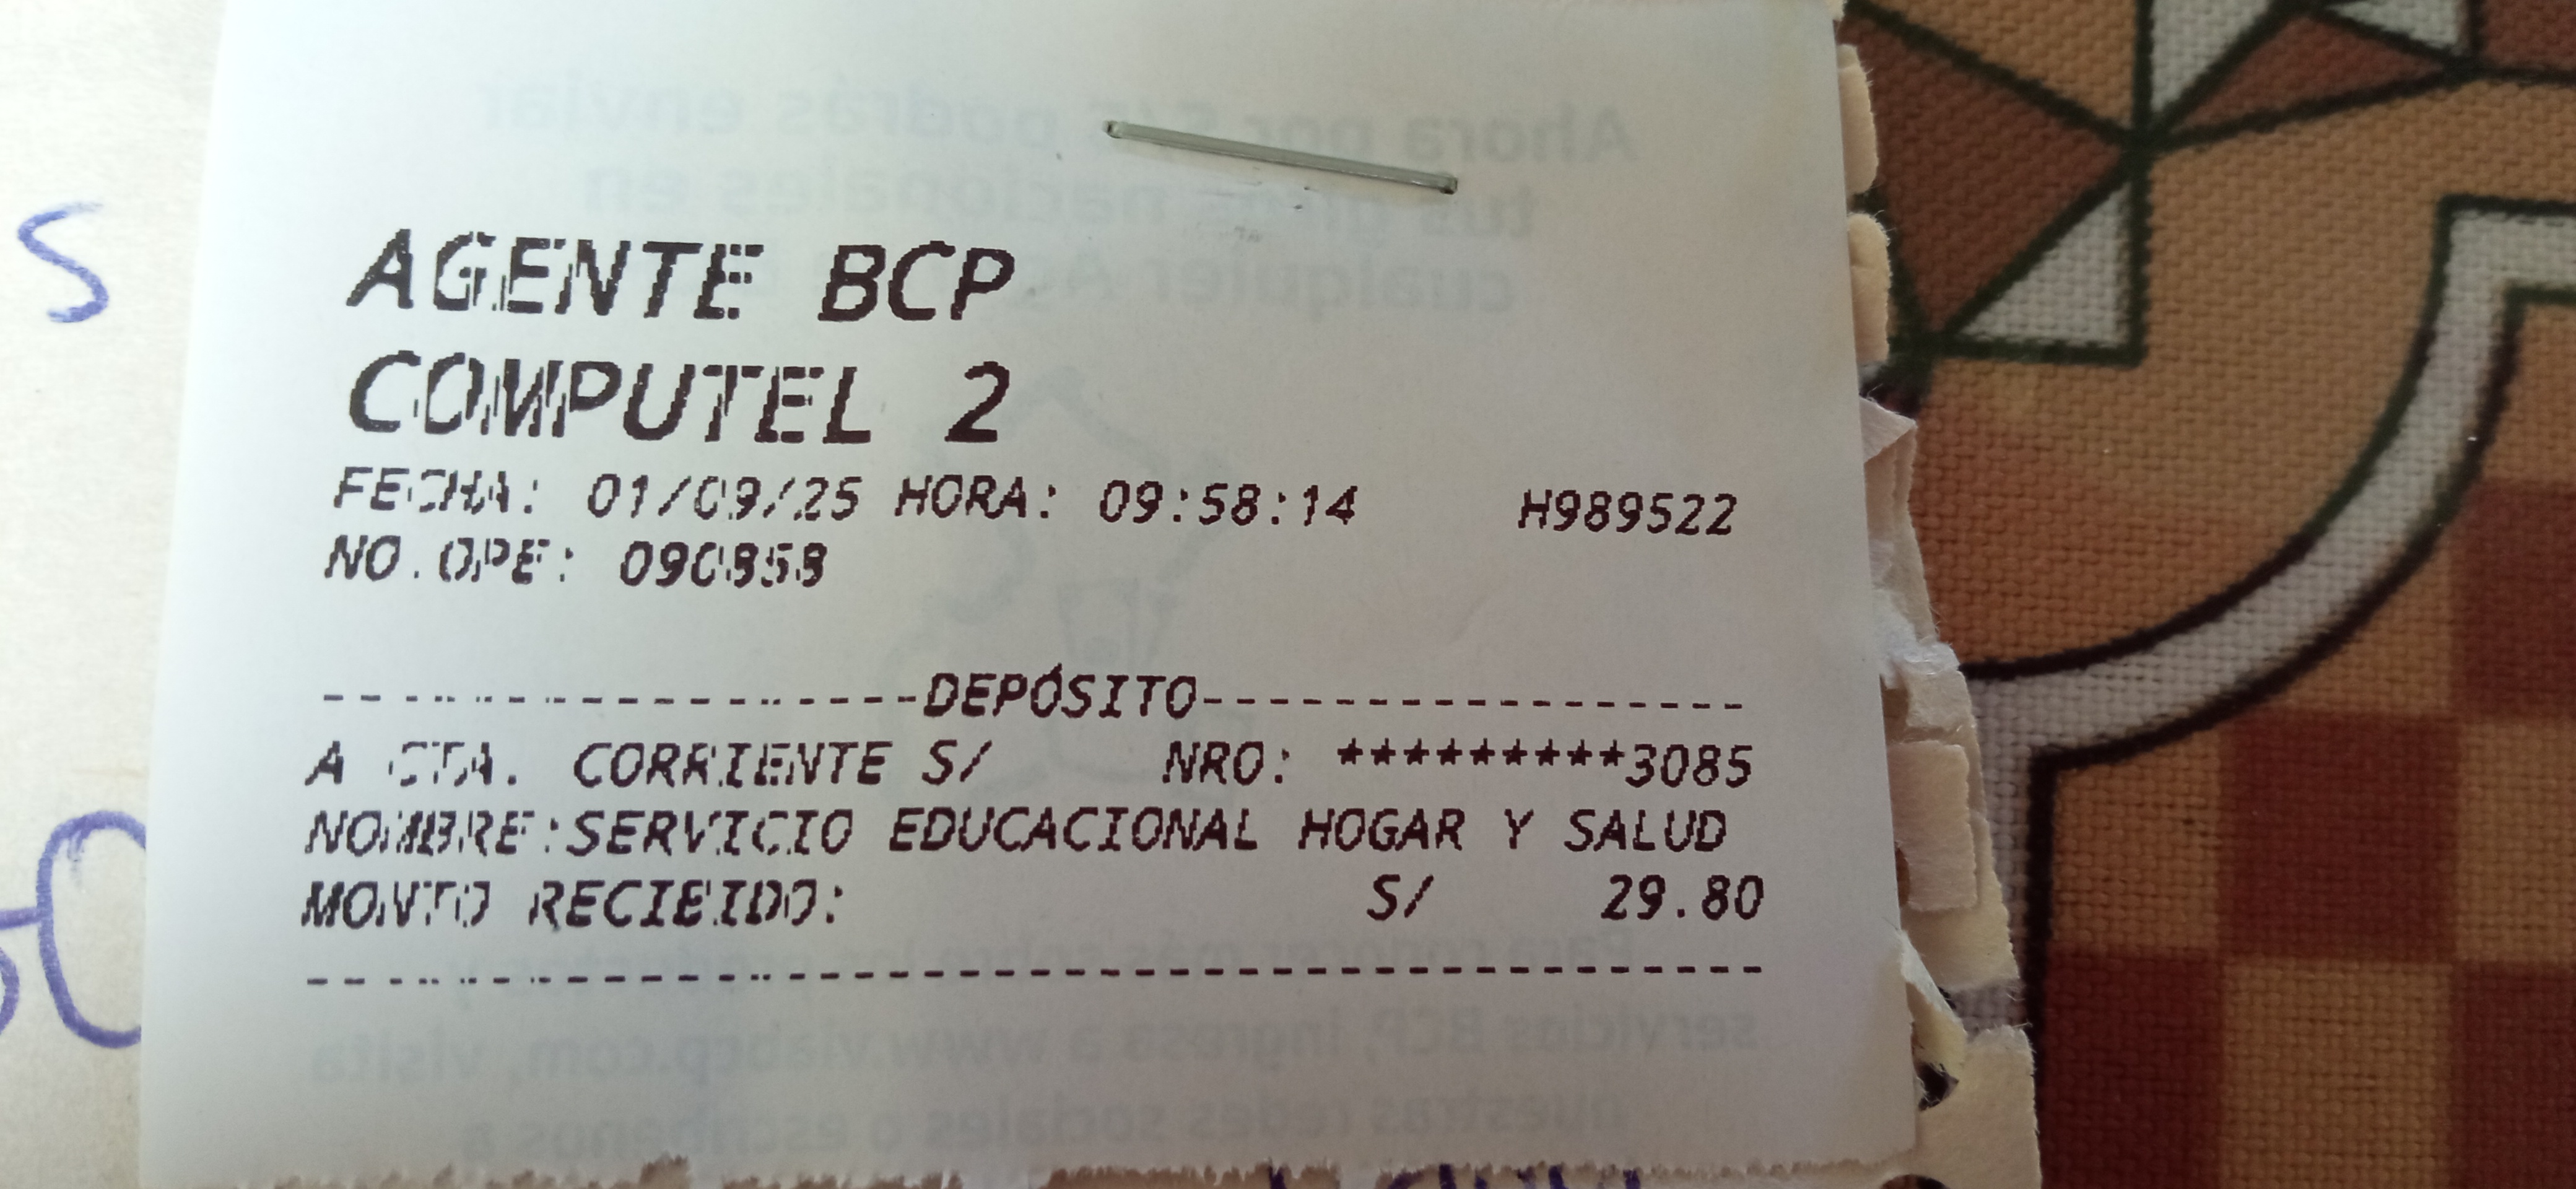 AGENTE BCP
COMPUTEL 2
FECHA: 01/09/25 HORA: 09:58:14 H989522
NO.OPE: 090858
------------------DEPÓSITO-----------------
A CTA. CORRIENTE S/ NRO: *********3085
NOMBRE:SERVICIO EDUCACIONAL HOGAR Y SALUD
MONTO RECIBIDO: S/ 29.80
S